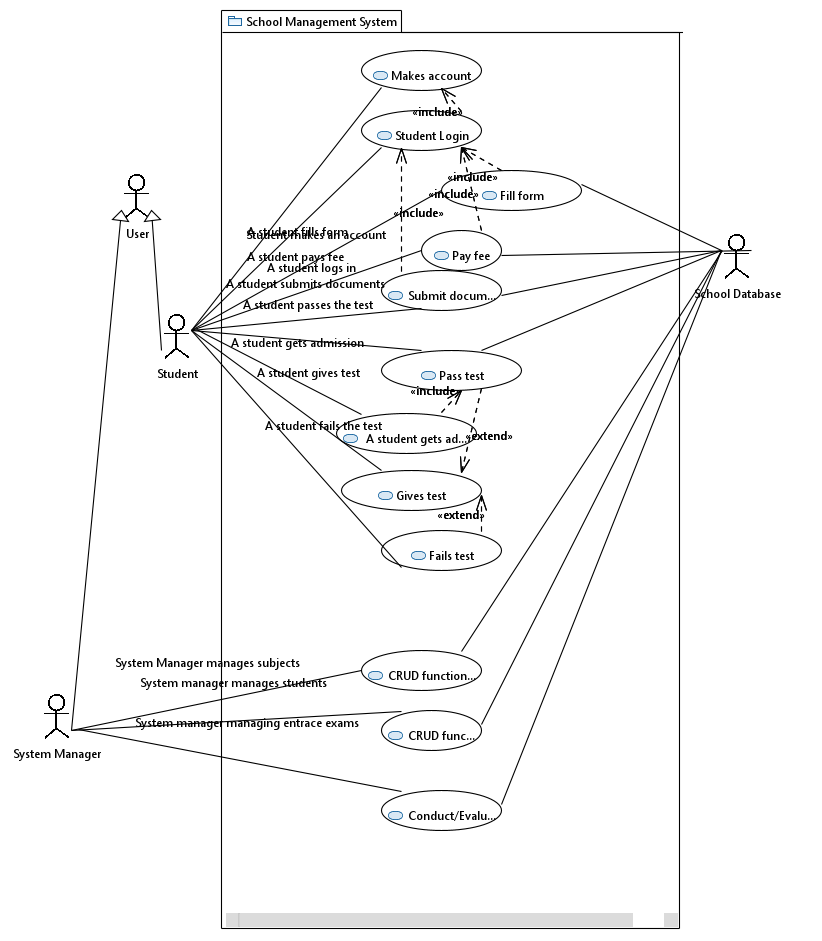 School Management System
Makes account
«include»
Student Login
«include»
Fill form
«include»
«include»
User
A student fills form
Student makes an account
Pay fee
A student pays fee
A student logs in
A student submits documents
Submit docum...
School Database
A student passes the test
A student gets admission
Student
A student gives test
Pass test
«include»
A student fails the test
A student gets ad...
«extend»
Gives test
«extend»
Fails test
System Manager manages subjects
CRUD function...
System manager manages students
System manager managing entrace exams
CRUD func...
System Manager
Conduct/Evalu...